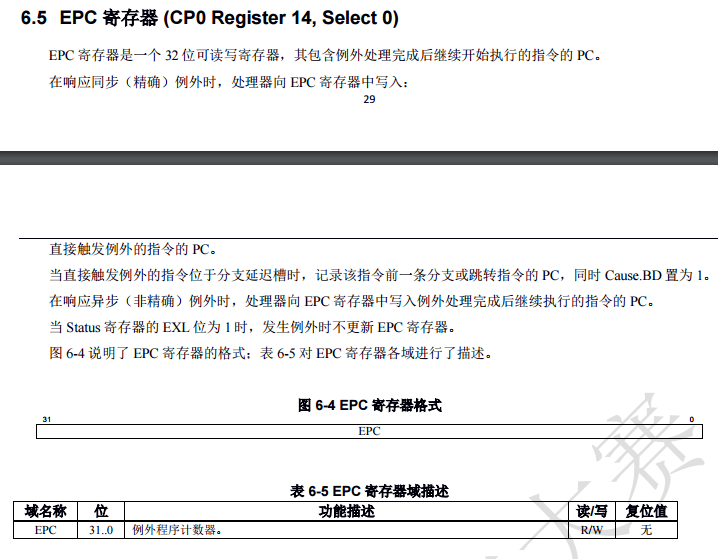 6.5 EPC 寄存器 (CP0 Register 14, Select 0)
EPC 寄存器是一个 32 位可读写寄存器，其包含例外处理完成后继续开始执行的指令的 PC。
在响应同步（精确）例外时，处理器向 EPC 寄存器中写入：
29
直接触发例外的指令的 PC。
当直接触发例外的指令位于分支延迟槽时，记录该指令前一条分支或跳转指令的 PC，同时 Cause.BD 置为 1。
在响应异步（非精确）例外时，处理器向 EPC 寄存器中写入例外处理完成后继续执行的指令的 PC。
当 Status 寄存器的 EXL 位为 1 时，发生例外时不更新 EPC 寄存器。
图 6-4 说明了 EPC 寄存器的格式；表 6-5 对 EPC 寄存器各域进行了描述。
图 6-4 EPC 寄存器格式
31 0
EPC
表 6-5 EPC 寄存器域描述
域名称 位 功能描述 读/写 复位值
EPC 31..0 例外程序计数器。 R/W 无
大赛